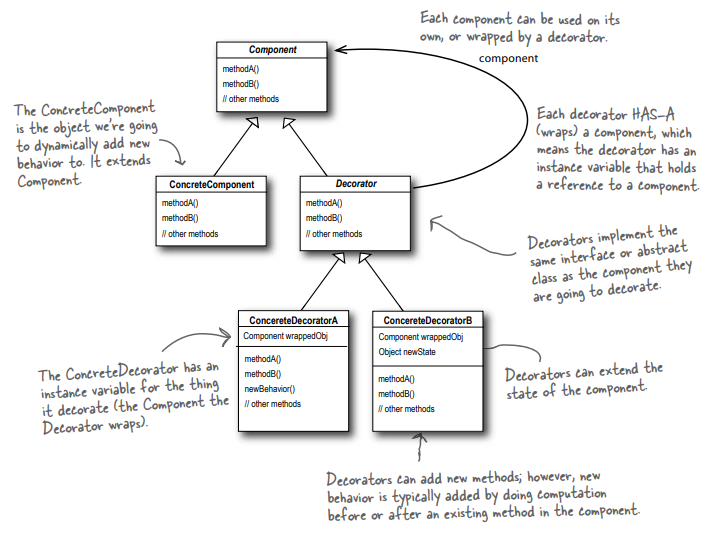 Each component can be used on its
own, or wrapped by a decorator.
component
Component
methodA()
methodB()
// other methods
The ConcreteComponent
is the object we're going
to dynamically add new
behavior to. It extends
Component.
Each decorator HAS-A
(wraps) a component, which
means the decorator has an
instance variable that holds
a reference to a component.
ConcreteComponent
methodA()
methodB()
// other methods
Decorator
methodA()
methodB()
// other methods
Decorators implement the
same interface or abstract
class as the component they
are going to decorate.
ConcereteDecoratorA
Component wrappedObj
methodA()
methodB()
newBehavior()
// other methods
ConcereteDecoratorB
Component wrappedObj
Object newState
methodA()
methodB()
// other methods
The ConcreteDecorator has an
instance variable for the thing
it decorate (the Component the
Decorator wraps).
Decorators can extend the
state of the component.
Decorators can add new methods; however, new
behavior is typically added by doing computation
before or after an existing method in the component.